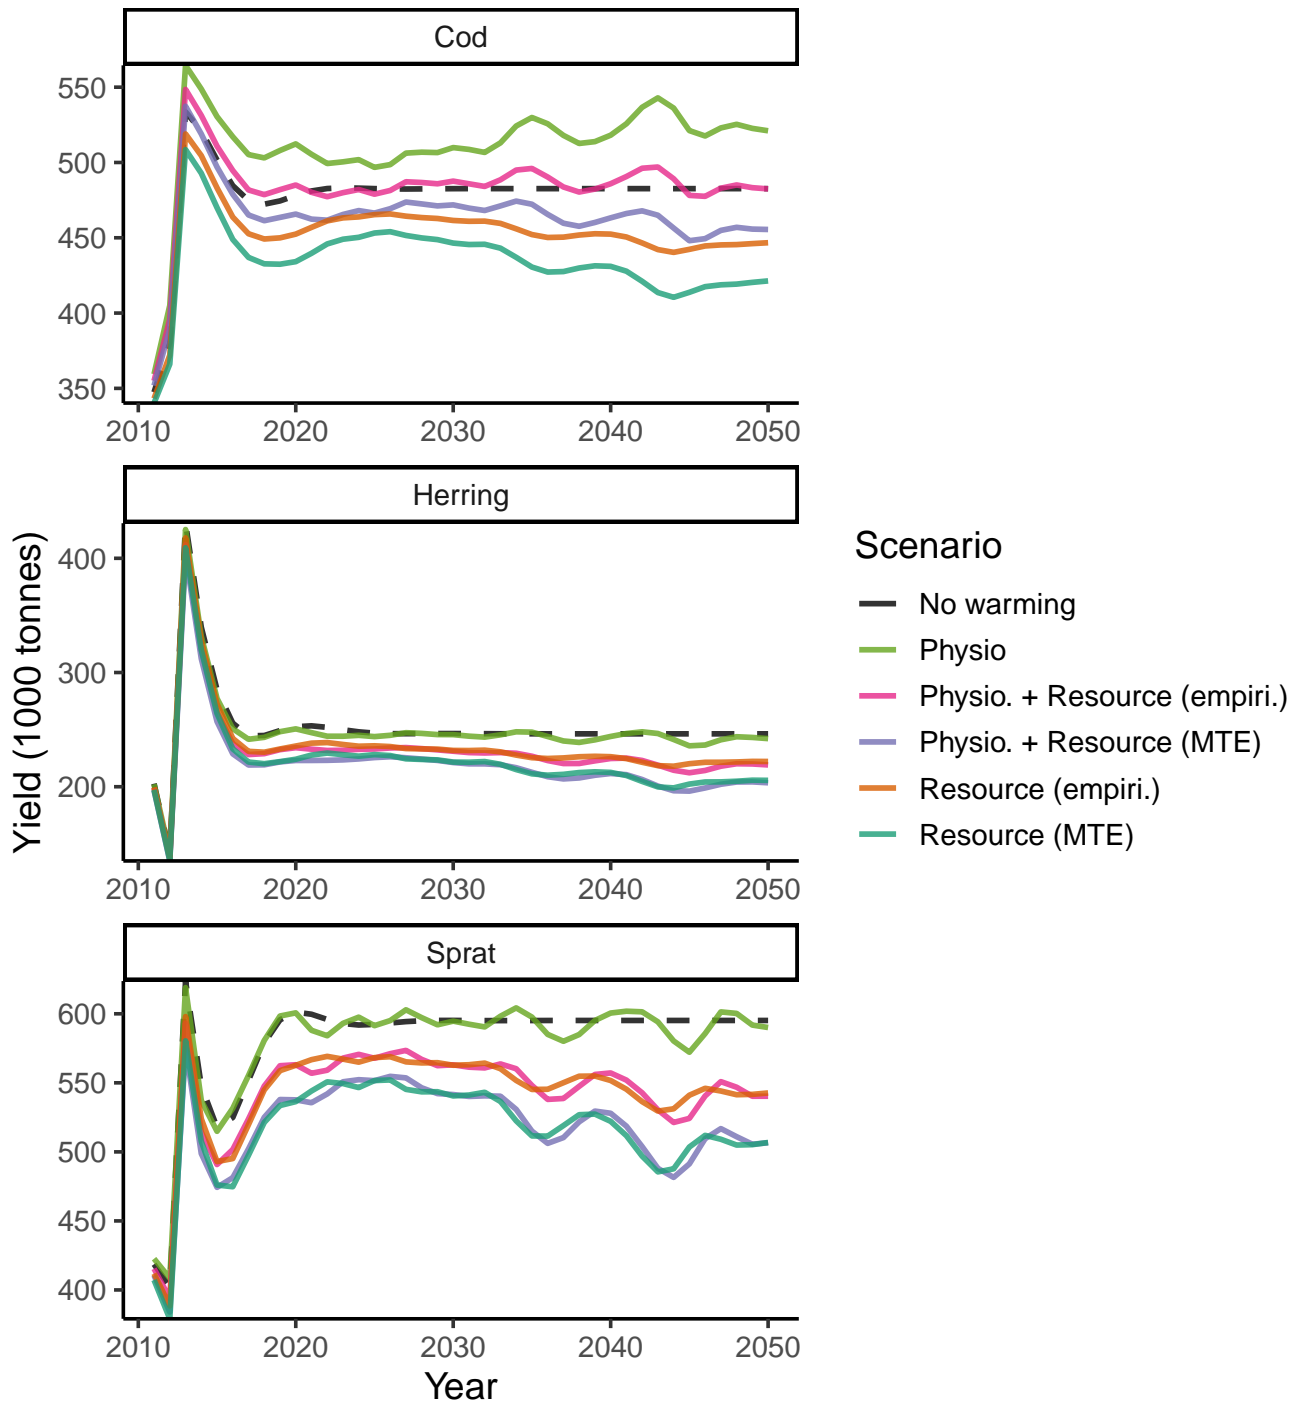 Cod
550
500
450
400
350
2010 2020 2030 2040 2050
Herring
400
300
200
2010 2020 2030 2040 2050
Sprat
600
550
500
450
400
2010 2020 2030 2040 2050
Year
Yield (1000 tonnes)
Scenario
No warming
Physio
Physio. + Resource (empiri.)
Physio. + Resource (MTE)
Resource (empiri.)
Resource (MTE)